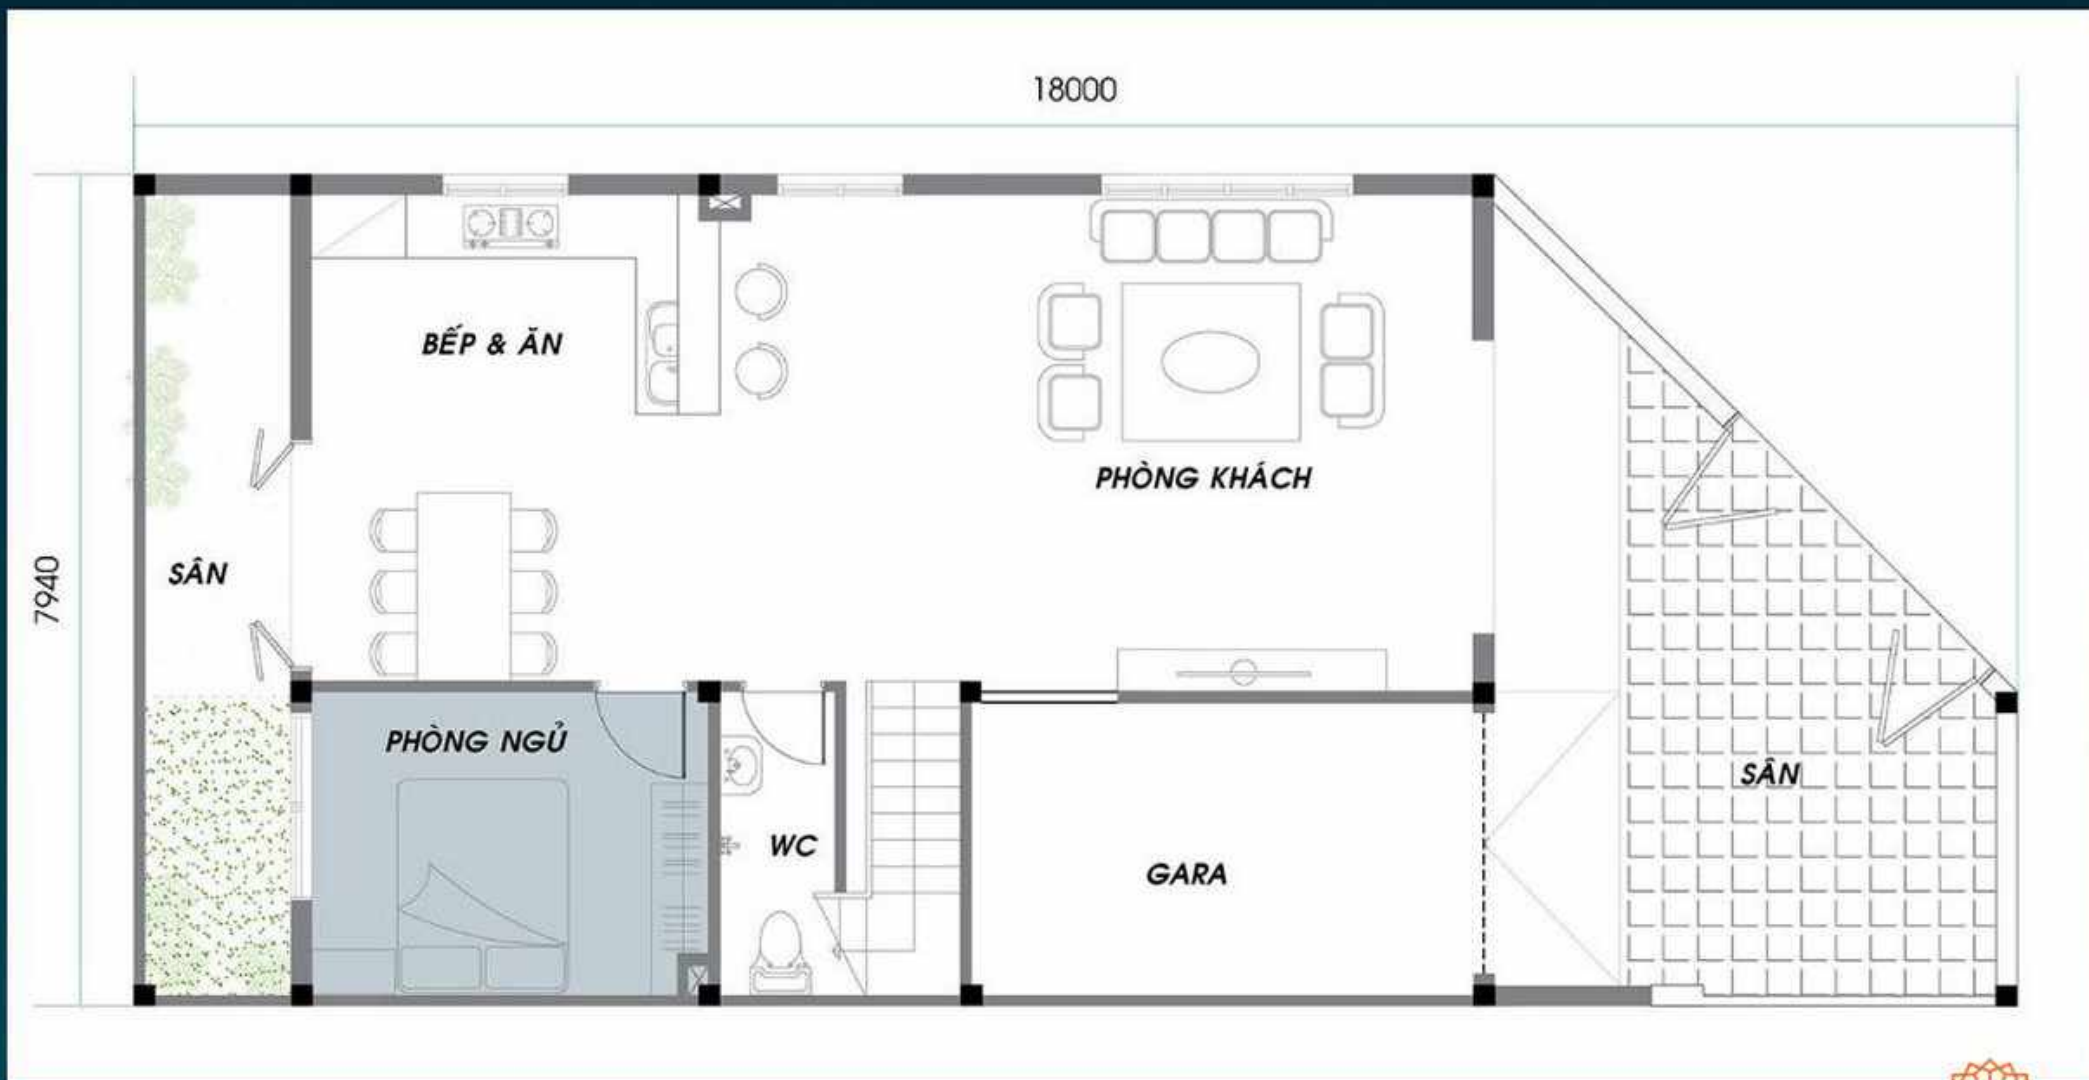 18000
BẾP & ĂN
PHÒNG KHÁCH
7940
SÂN
PHÒNG NGỦ
SÂN
WC
GARA